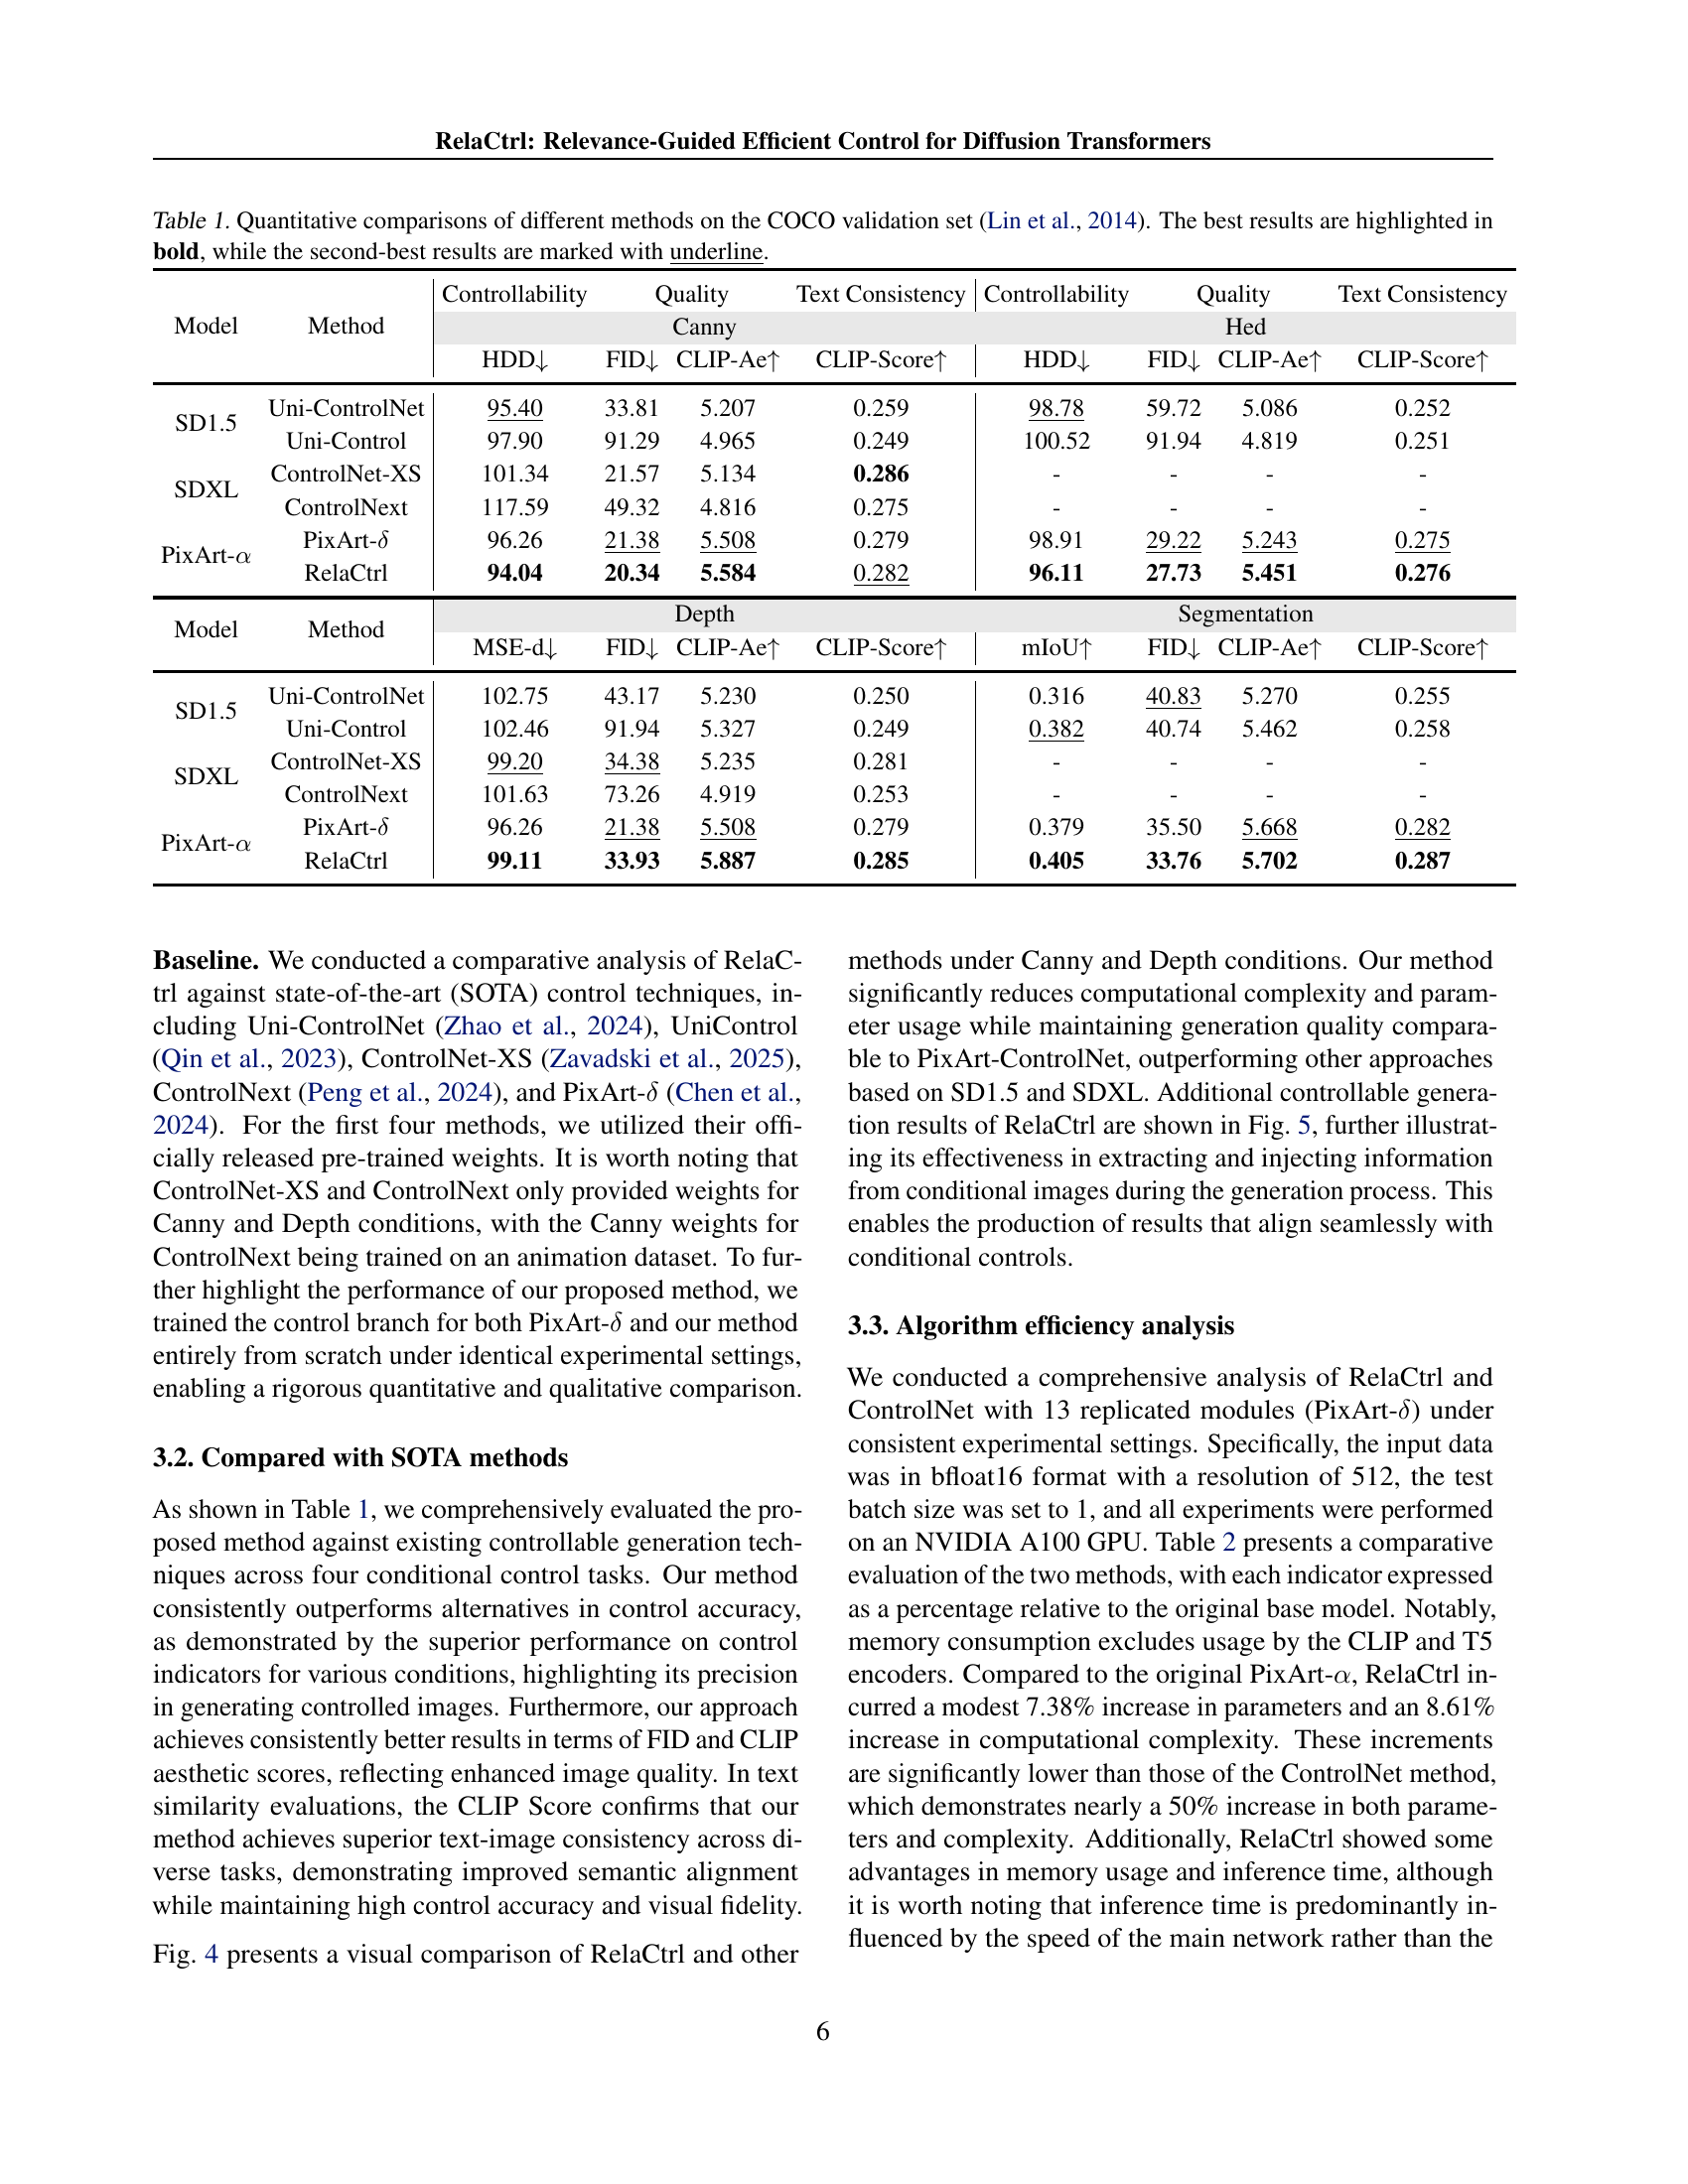 RelaCtrl: Relevance-Guided Efficient Control for Diffusion Transformers
Table 1. Quantitative comparisons of different methods on the COCO validation set (Lin et al., 2014). The best results are highlighted in
bold, while the second-best results are marked with underline.
Model Method Controllability Quality Text Consistency Controllability Quality Text Consistency
Canny Hed
HDD↓ FID↓ CLIP-Ae↑ CLIP-Score↑ HDD↓ FID↓ CLIP-Ae↑ CLIP-Score↑
SD1.5 Uni-ControlNet 95.40 33.81 5.207 0.259 98.78 59.72 5.086 0.252
Uni-Control 97.90 91.29 4.965 0.249 100.52 91.94 4.819 0.251
SDXL ControlNet-XS 101.34 21.57 5.134 0.286 - - - -
ControlNext 117.59 49.32 4.816 0.275 - - - -
PixArt-α PixArt-δ 96.26 21.38 5.508 0.279 98.91 29.22 5.243 0.275
RelaCtrl 94.04 20.34 5.584 0.282 96.11 27.73 5.451 0.276
Model Method Depth Segmentation
MSE-d↓ FID↓ CLIP-Ae↑ CLIP-Score↑ mIoU↑ FID↓ CLIP-Ae↑ CLIP-Score↑
SD1.5 Uni-ControlNet 102.75 43.17 5.230 0.250 0.316 40.83 5.270 0.255
Uni-Control 102.46 91.94 5.327 0.249 0.382 40.74 5.462 0.258
SDXL ControlNet-XS 99.20 34.38 5.235 0.281 - - - -
ControlNext 101.63 73.26 4.919 0.253 - - - -
PixArt-α PixArt-δ 96.26 21.38 5.508 0.279 0.379 35.50 5.668 0.282
RelaCtrl 99.11 33.93 5.887 0.285 0.405 33.76 5.702 0.287
Baseline. We conducted a comparative analysis of RelaC-
trl against state-of-the-art (SOTA) control techniques, in-
cluding Uni-ControlNet (Zhao et al., 2024), UniControl
(Qin et al., 2023), ControlNet-XS (Zavadski et al., 2025),
ControlNext (Peng et al., 2024), and PixArt-δ (Chen et al.,
2024). For the first four methods, we utilized their offi-
cially released pre-trained weights. It is worth noting that
ControlNet-XS and ControlNext only provided weights for
Canny and Depth conditions, with the Canny weights for
ControlNext being trained on an animation dataset. To fur-
ther highlight the performance of our proposed method, we
trained the control branch for both PixArt-δ and our method
entirely from scratch under identical experimental settings,
enabling a rigorous quantitative and qualitative comparison.
3.2. Compared with SOTA methods
As shown in Table 1, we comprehensively evaluated the pro-
posed method against existing controllable generation tech-
niques across four conditional control tasks. Our method
consistently outperforms alternatives in control accuracy,
as demonstrated by the superior performance on control
indicators for various conditions, highlighting its precision
in generating controlled images. Furthermore, our approach
achieves consistently better results in terms of FID and CLIP
aesthetic scores, reflecting enhanced image quality. In text
similarity evaluations, the CLIP Score confirms that our
method achieves superior text-image consistency across di-
verse tasks, demonstrating improved semantic alignment
while maintaining high control accuracy and visual fidelity.
Fig. 4 presents a visual comparison of RelaCtrl and other
methods under Canny and Depth conditions. Our method
significantly reduces computational complexity and param-
eter usage while maintaining generation quality compara-
ble to PixArt-ControlNet, outperforming other approaches
based on SD1.5 and SDXL. Additional controllable genera-
tion results of RelaCtrl are shown in Fig. 5, further illustrat-
ing its effectiveness in extracting and injecting information
from conditional images during the generation process. This
enables the production of results that align seamlessly with
conditional controls.
3.3. Algorithm efficiency analysis
We conducted a comprehensive analysis of RelaCtrl and
ControlNet with 13 replicated modules (PixArt-δ) under
consistent experimental settings. Specifically, the input data
was in bfloat16 format with a resolution of 512, the test
batch size was set to 1, and all experiments were performed
on an NVIDIA A100 GPU. Table 2 presents a comparative
evaluation of the two methods, with each indicator expressed
as a percentage relative to the original base model. Notably,
memory consumption excludes usage by the CLIP and T5
encoders. Compared to the original PixArt-α, RelaCtrl in-
curred a modest 7.38% increase in parameters and an 8.61%
increase in computational complexity. These increments
are significantly lower than those of the ControlNet method,
which demonstrates nearly a 50% increase in both parame-
ters and complexity. Additionally, RelaCtrl showed some
advantages in memory usage and inference time, although
it is worth noting that inference time is predominantly in-
fluenced by the speed of the main network rather than the
6